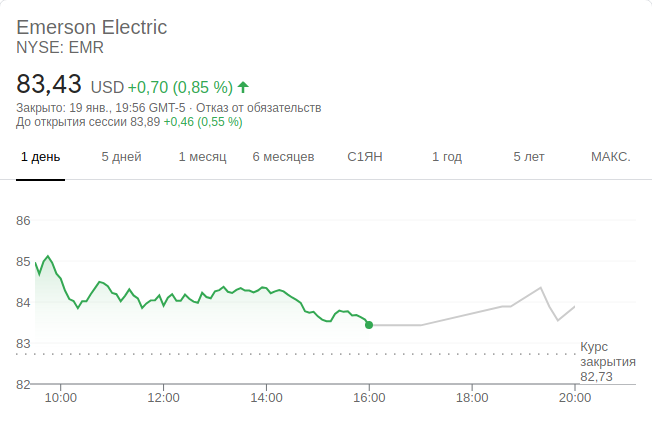 Emerson Electric
NYSE: EMR
83,43 USD +0,70 (0,85 %)
Закрыто: 19 янв., 19:56 GMT-5 · Отказ от обязательств
До открытия сессии 83,89 +0,46 (0,55 %)
1 день 5 дней 1 месяц 6 месяцев С1ЯН 1 год 5 лет МАКС.
86
85
84
83
Курс
закрытия
82,73
82
10:00 12:00 14:00 16:00 18:00 20:00